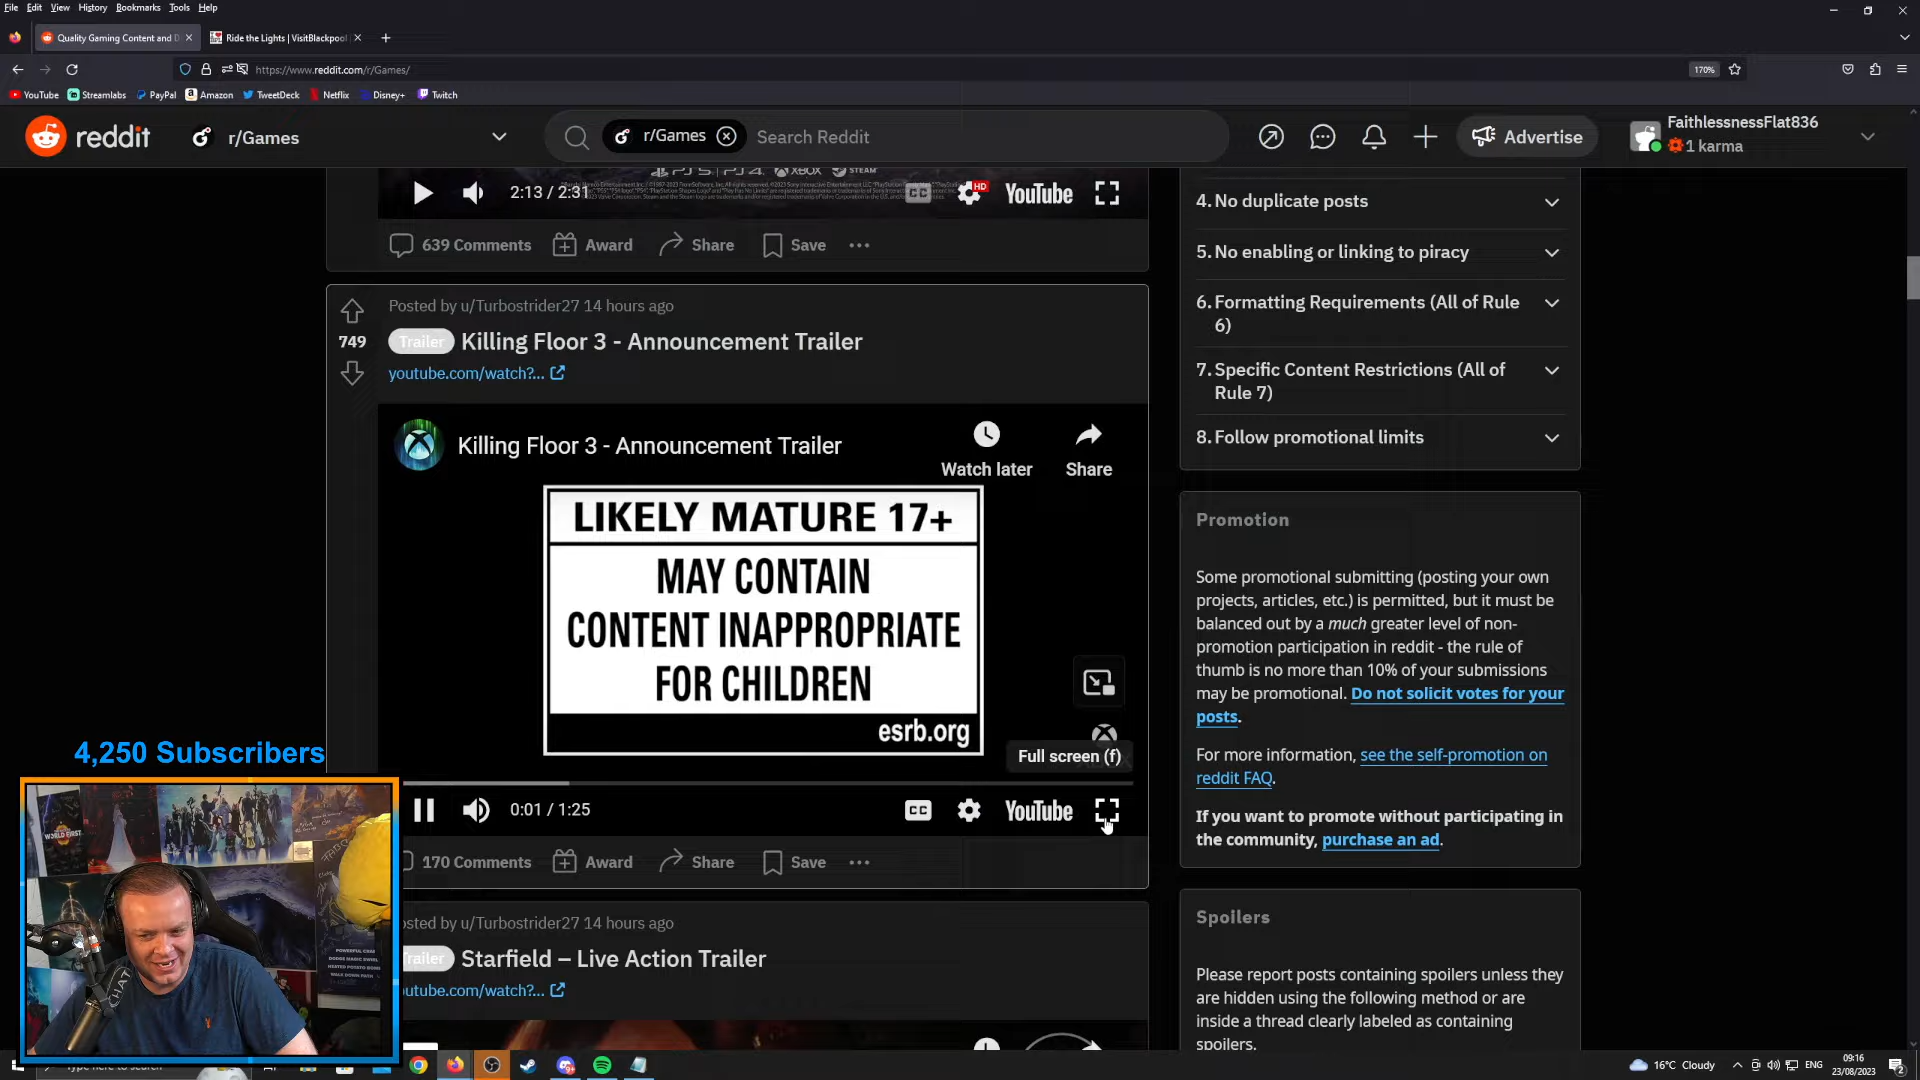 File Edit View History Bookmarks Tools Help
Quality Gaming Content and D
Ride the Lights | VisitBlackpool
https://www.reddit.com/r/Games/
170%
YouTube Streamlabs PayPal Amazon TweetDeck Netflix Disney+ Twitch
reddit r/Games
r/Games Search Reddit
Advertise
FaithlessnessFlat836
1 karma
2:13 / 2:31
CC HD YouTube
639 Comments Award Share Save
Posted by u/Turbostrider27 14 hours ago
749
Trailer Killing Floor 3 - Announcement Trailer
youtube.com/watch?...
Killing Floor 3 - Announcement Trailer
Watch later Share
LIKELY MATURE 17+
MAY CONTAIN
CONTENT INAPPROPRIATE
FOR CHILDREN
esrb.org
Full screen (f)
0:01 / 1:25
CC YouTube
170 Comments Award Share Save
osted by u/Turbostrider27 14 hours ago
railer Starfield – Live Action Trailer
outube.com/watch?...
4. No duplicate posts
5. No enabling or linking to piracy
6. Formatting Requirements (All of Rule
6)
7. Specific Content Restrictions (All of
Rule 7)
8. Follow promotional limits
Promotion
Some promotional submitting (posting your own
projects, articles, etc.) is permitted, but it must be
balanced out by a much greater level of non-
promotion participation in reddit - the rule of
thumb is no more than 10% of your submissions
may be promotional. Do not solicit votes for your
posts.
For more information, see the self-promotion on
reddit FAQ.
If you want to promote without participating in
the community, purchase an ad.
Spoilers
Please report posts containing spoilers unless they
are hidden using the following method or are
inside a thread clearly labeled as containing
spoilers.
4,250 Subscribers
WORLD FIRST
CHAT
16°C Cloudy
ENG
09:16
23/08/2023